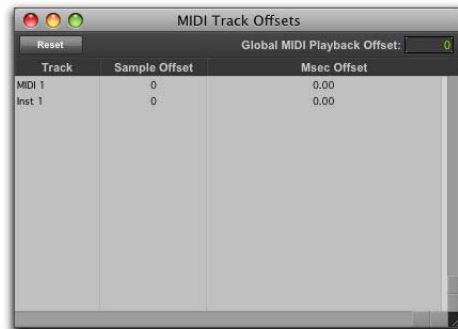 MIDI Track Offsets
Reset Global MIDI Playback Offset: 0
Track Sample Offset Msec Offset
MIDI 1 0 0.00
Inst 1 0 0.00